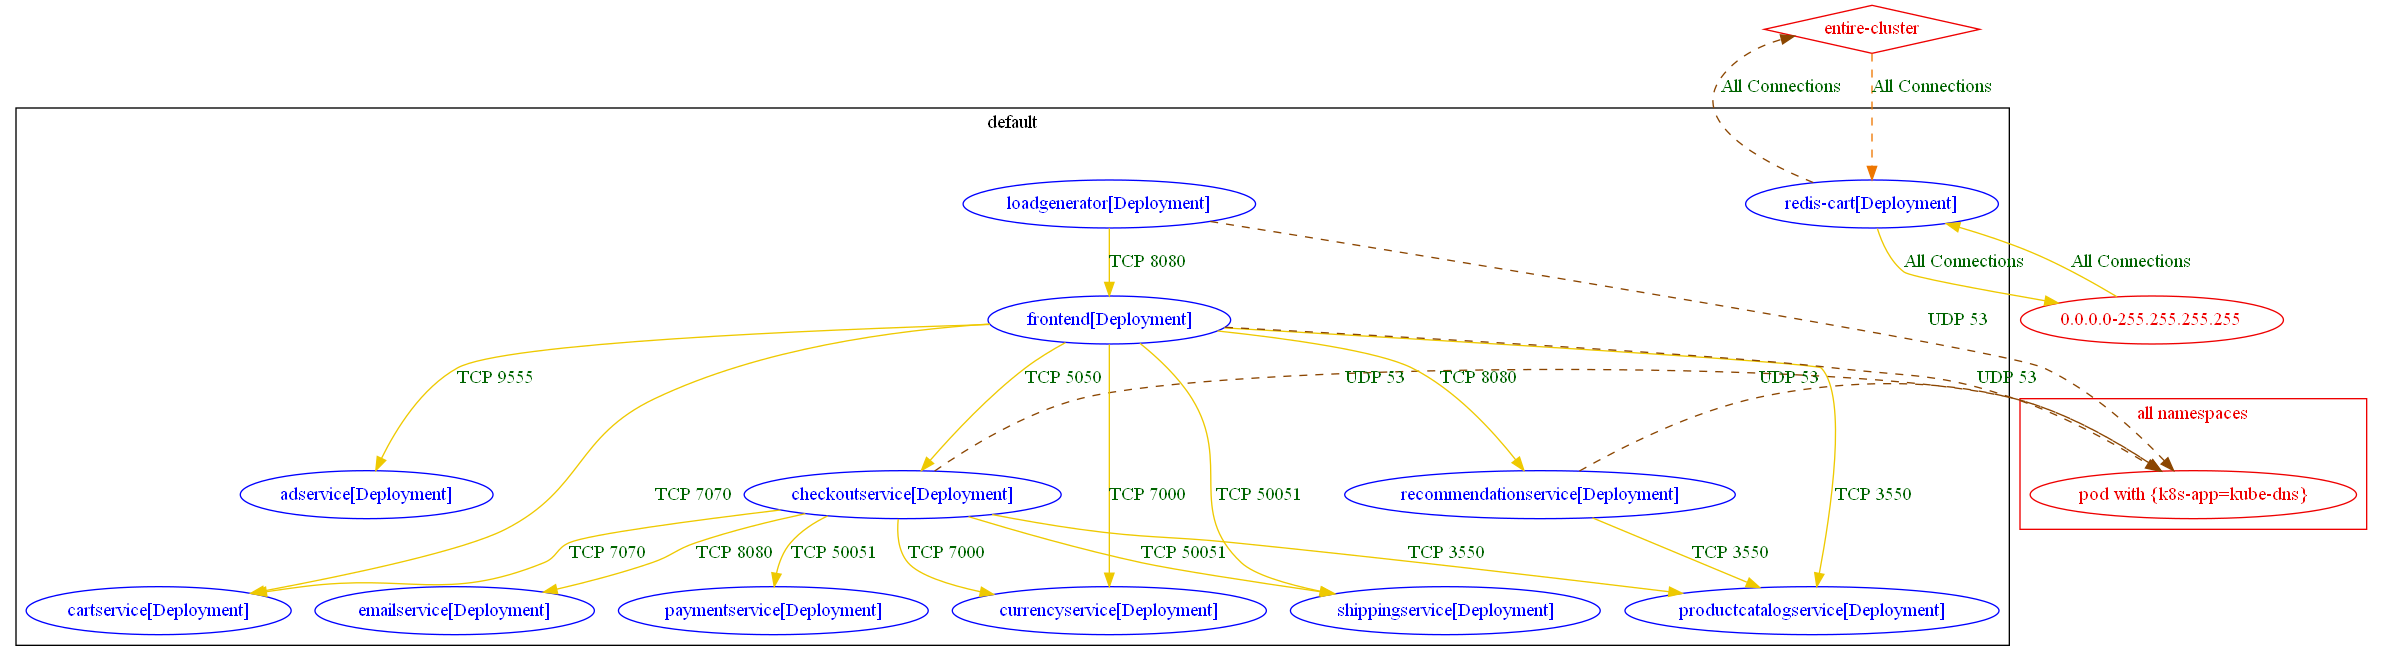 entire-cluster
All Connections
All Connections
default
loadgenerator[Deployment]
redis-cart[Deployment]
TCP 8080
All Connections
All Connections
frontend[Deployment]
UDP 53
0.0.0.0-255.255.255.255
TCP 9555
TCP 5050
UDP 53
TCP 8080
UDP 53
UDP 53
all namespaces
adservice[Deployment]
TCP 7070
checkoutservice[Deployment]
TCP 7000
TCP 50051
recommendationservice[Deployment]
TCP 3550
pod with {k8s-app=kube-dns}
TCP 7070
TCP 8080
TCP 50051
TCP 7000
TCP 50051
TCP 3550
TCP 3550
cartservice[Deployment]
emailservice[Deployment]
paymentservice[Deployment]
currencyservice[Deployment]
shippingservice[Deployment]
productcatalogservice[Deployment]